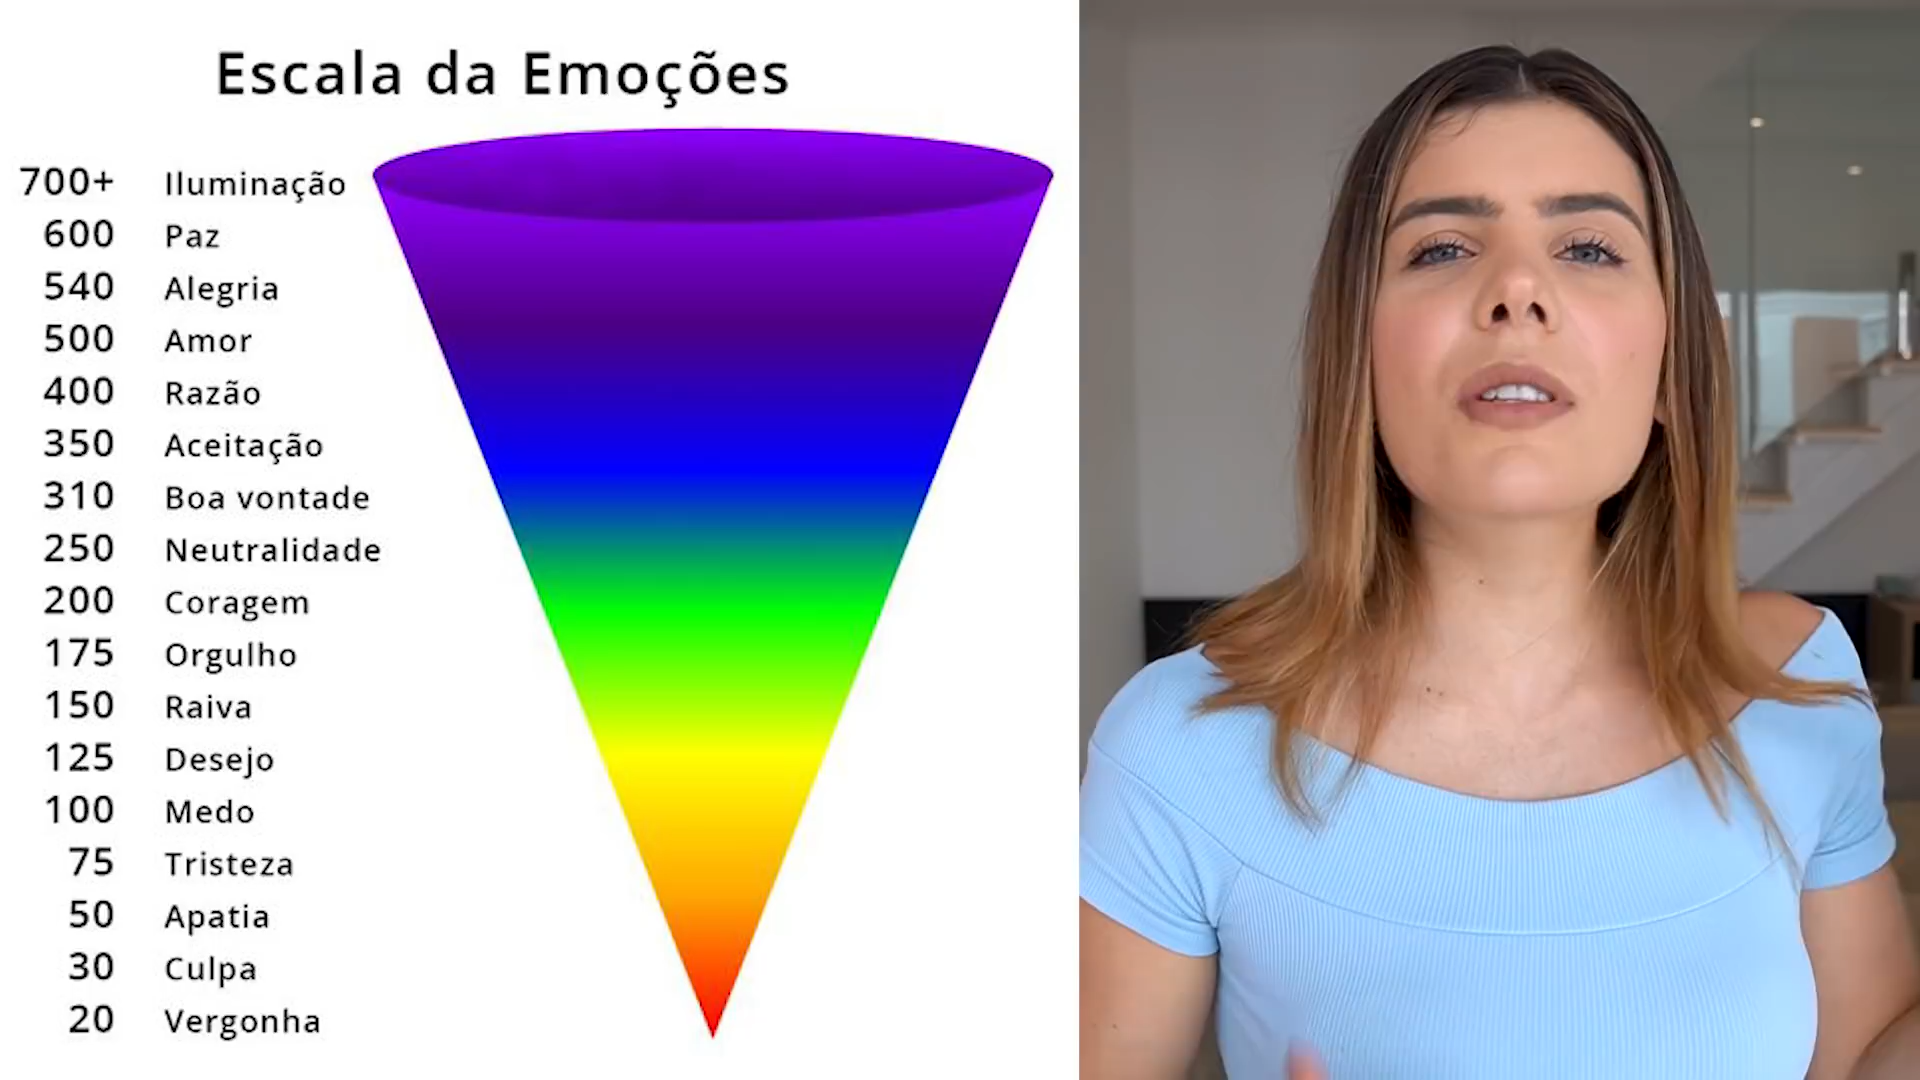 Escala da Emoções
700+ Iluminação
600 Paz
540 Alegria
500 Amor
400 Razão
350 Aceitação
310 Boa vontade
250 Neutralidade
200 Coragem
175 Orgulho
150 Raiva
125 Desejo
100 Medo
75 Tristeza
50 Apatia
30 Culpa
20 Vergonha